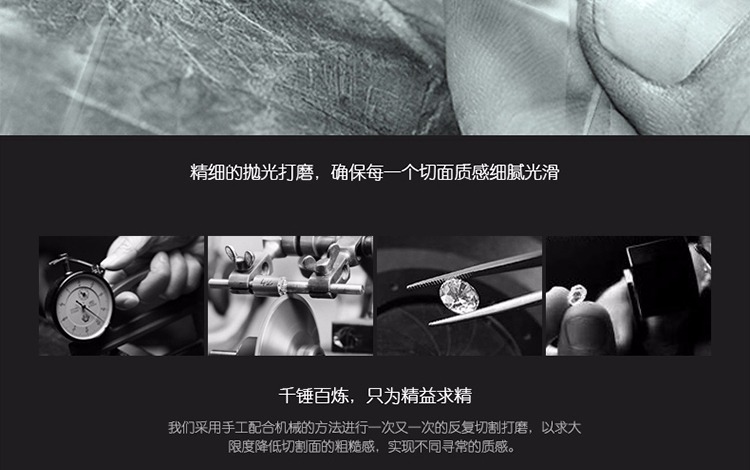 精细的抛光打磨，确保每一个切面质感细腻光滑
千锤百炼，只为精益求精
我们采用手工配合机械的方法进行一次又一次的反复切割打磨，以求大
限度降低切割面的粗糙感，实现不同寻常的质感。